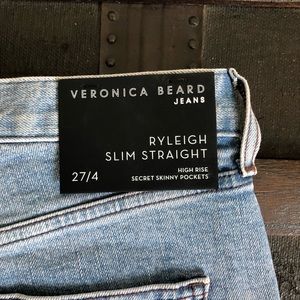 VERONICA BEARD
JEANS
RYLEIGH
SLIM STRAIGHT
HIGH RISE
27/4 SECRET SKINNY POCKETS